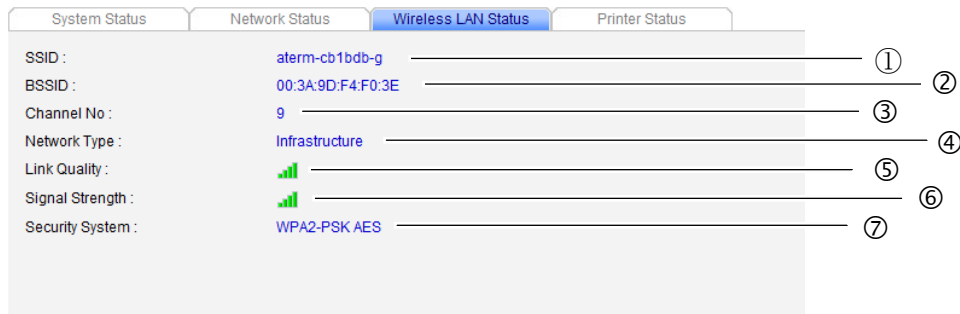 System Status Network Status Wireless LAN Status Printer Status
SSID : aterm-cb1bdb-g ①
BSSID : 00:3A:9D:F4:F0:3E ②
Channel No : 9 ③
Network Type : Infrastructure ④
Link Quality : ⑤
Signal Strength : ⑥
Security System : WPA2-PSK AES ⑦